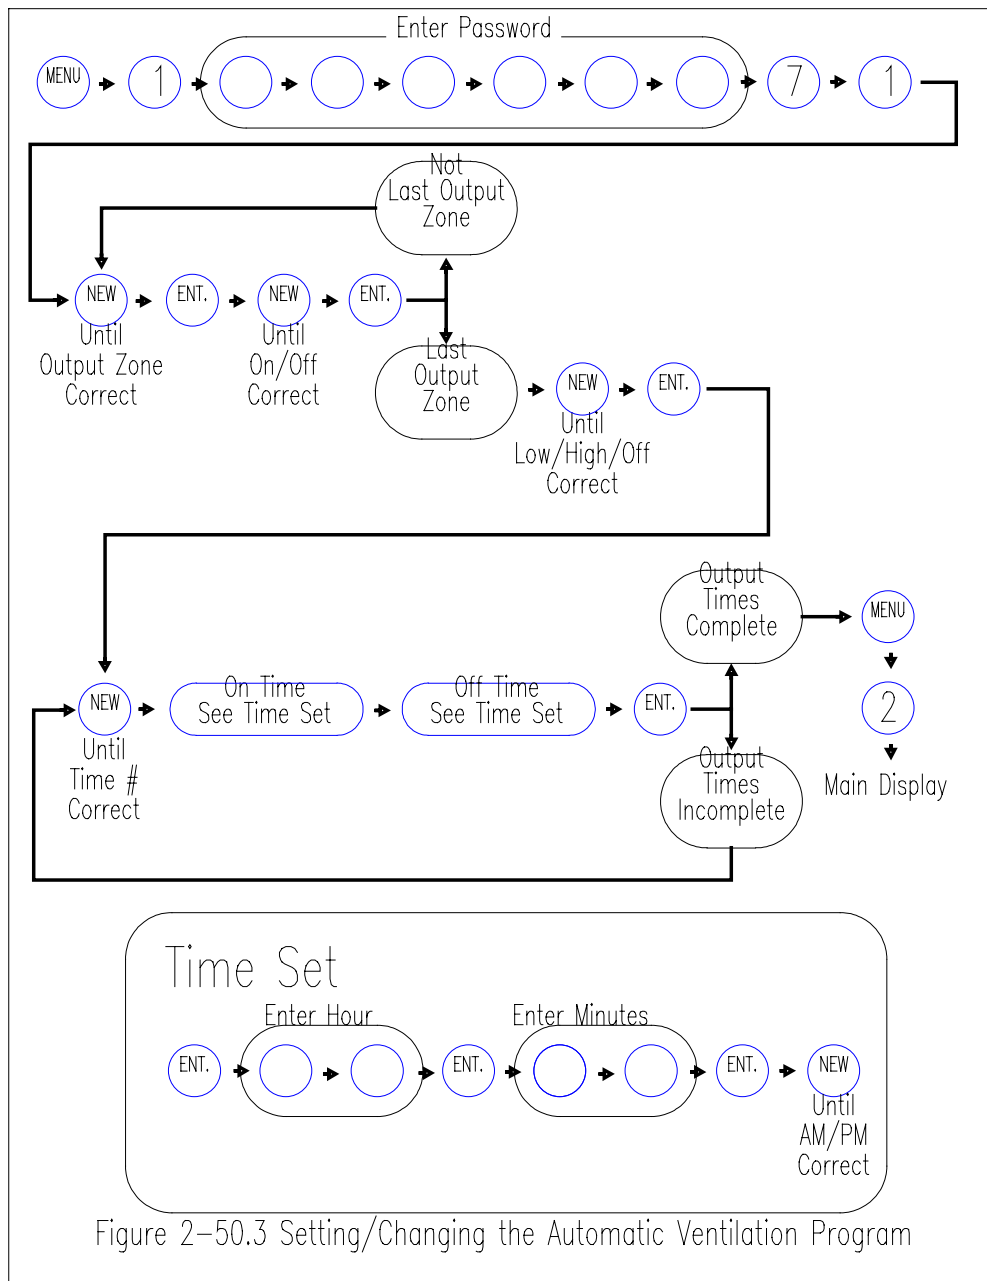 Enter Password
MENU 1 7 1
Not
Last Output
Zone
NEW ENT. NEW ENT.
Until
Output Zone
Correct
Until
On/Off
Correct
Last
Output
Zone
NEW ENT.
Until
Low/High/Off
Correct
Output
Times
Complete
MENU
NEW
Until
Time #
Correct
On Time
See Time Set
Off Time
See Time Set
ENT.
2
Output
Times
Incomplete
Main Display
Time Set
Enter Hour
Enter Minutes
ENT. ENT. ENT. NEW
Until
AM/PM
Correct
Figure 2-50.3 Setting/Changing the Automatic Ventilation Program